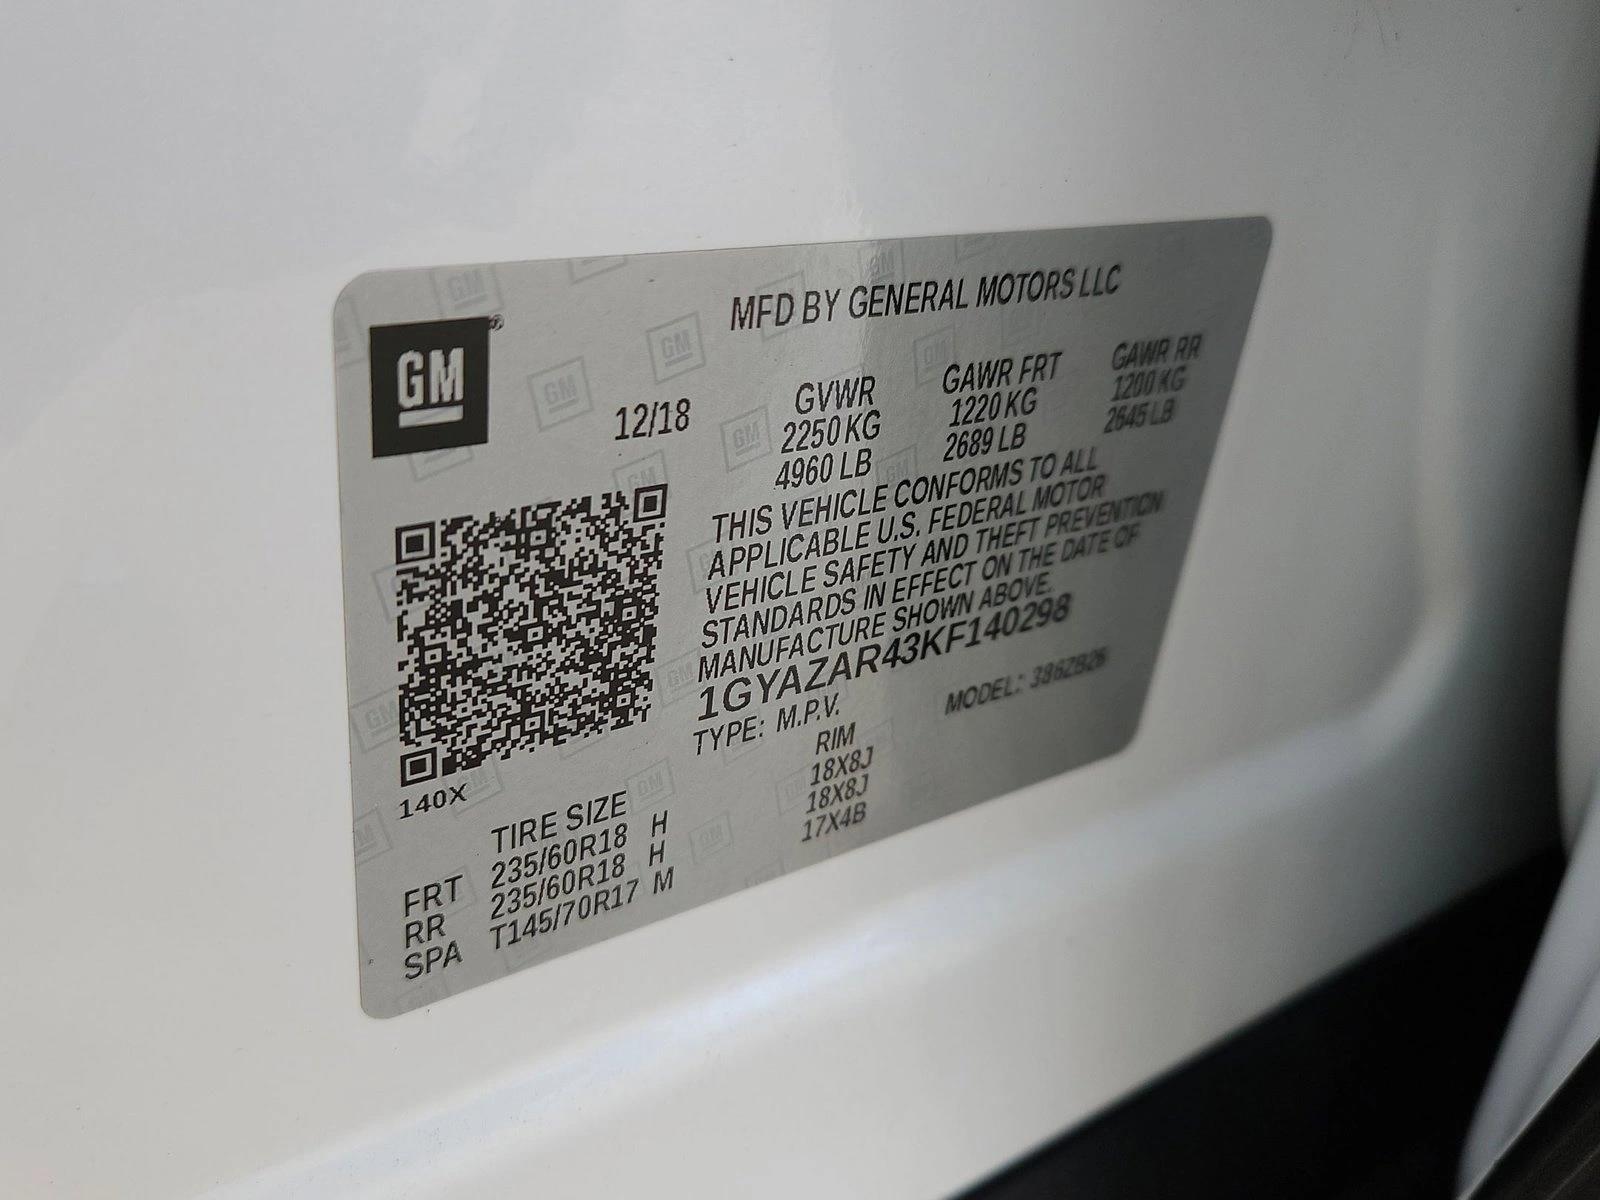 MFD BY GENERAL MOTORS LLC
GM
12/18
GVWR GAWR FRT GAWR RR
2250 KG 1220 KG 1200 KG
4960 LB 2689 LB 2645 LB
THIS VEHICLE CONFORMS TO ALL
APPLICABLE U.S. FEDERAL MOTOR
VEHICLE SAFETY AND THEFT PREVENTION
STANDARDS IN EFFECT ON THE DATE OF
MANUFACTURE SHOWN ABOVE.
1GYAZAR43KF140298
TYPE: M.P.V. MODEL: 386ZB26
140X
TIRE SIZE RIM
FRT 235/60R18 H 18X8J
RR 235/60R18 H 18X8J
SPA T145/70R17 M 17X4B